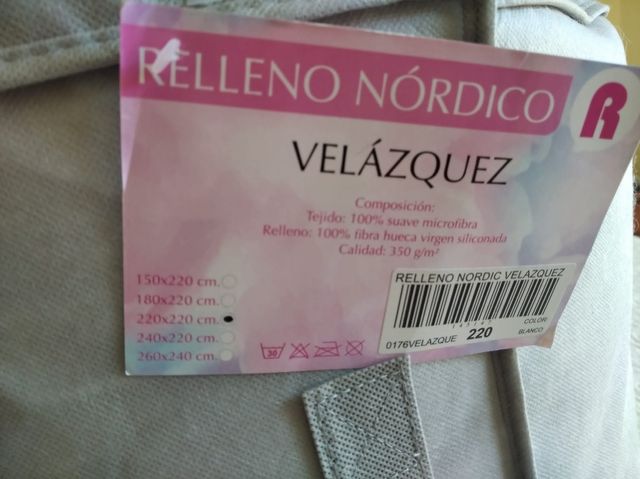 RELLENO NÓRDICO
R
VELÁZQUEZ
Composición:
Tejido: 100% suave microfibra
Relleno: 100% fibra hueca virgen siliconada
Calidad: 350 g/m²
150x220 cm.
180x220 cm.
220x220 cm.
240x220 cm.
260x240 cm.
30
RELLENO NORDIC VELAZQUEZ
COLOR:
0176VELAZQUE 220 BLANCO